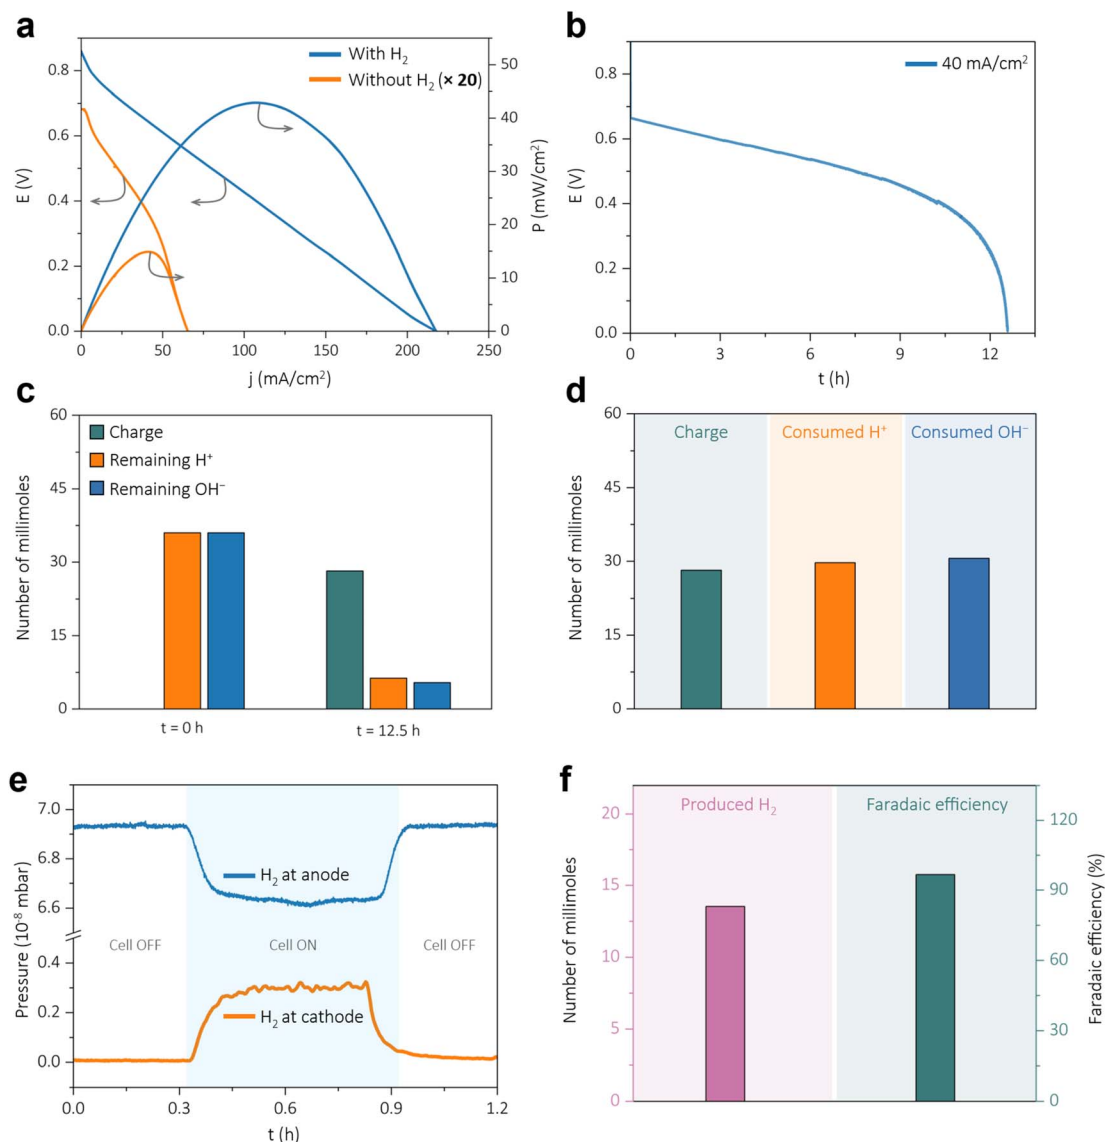 a
With H₂
Without H₂ (× 20)
E (V)
0.8
0.6
0.4
0.2
0.0
P (mW/cm²)
50
40
30
20
10
0
0 50 100 150 200 250
j (mA/cm²)
b
40 mA/cm²
E (V)
0.8
0.6
0.4
0.2
0.0
0 3 6 9 12
t (h)
c
Charge
Remaining H⁺
Remaining OH⁻
Number of millimoles
60
45
30
15
0
t = 0 h t = 12.5 h
d
Charge Consumed H⁺ Consumed OH⁻
Number of millimoles
60
45
30
15
0
e
Pressure (10⁻⁸ mbar)
7.0
6.8
6.6
0.4
0.2
0.0
H₂ at anode
Cell OFF Cell ON Cell OFF
H₂ at cathode
0.0 0.3 0.6 0.9 1.2
t (h)
f
Produced H₂ Faradaic efficiency
Number of millimoles
20
15
10
5
0
Faradaic efficiency (%)
120
90
60
30
0